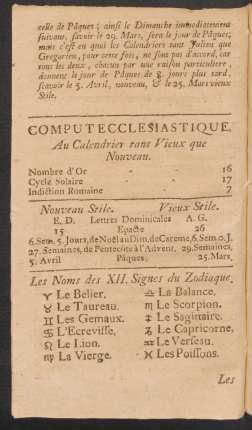 celle de Pâques; ainsi le Dimanche immediatement
suivant, sçavoir le 29. Mars, sera le jour de Pâques;
mais c'est en quoi les Calendriers tant Julien que
Gregorien, pour cette fois, ne sont pas d'accord, car
tous les deux, chacun par une raison particuliere,
donnent le jour de Pâques de 8. jours plus tard,
sçavoir le 5. Avril, nouveau, & le 25. Mars vieux
Stile.
COMPUT ECCLESIASTIQUE,
Au Calendrier tant Vieux que
Nouveau.
Nombre d'Or 16
Cycle Solaire 17
Indiction Romaine 7
Nouveau Stile. Vieux Stile.
E. D. Lettres Dominicales A. G.
15 Epacte 26
6. Sem. 5. Jours, de Noël au Dim. de Careme, 6. Sem. 0. J.
27. Semaines, de Pentecote à l'Advent. 29. Semaines,
5. Avril Pâques, 25. Mars,
Les Noms des XII. Signes du Zodiaque.
♈ Le Belier. ♎ La Balance.
♉ Le Taureau. ♏ Le Scorpion.
♊ Les Gemaux. ♐ Le Sagittaire.
♋ L'Ecrevisse, ♑ Le Capricorne,
♌ Le Lion. ♒ Le Verseau.
♍ La Vierge. ♓ Les Poissons.
Les